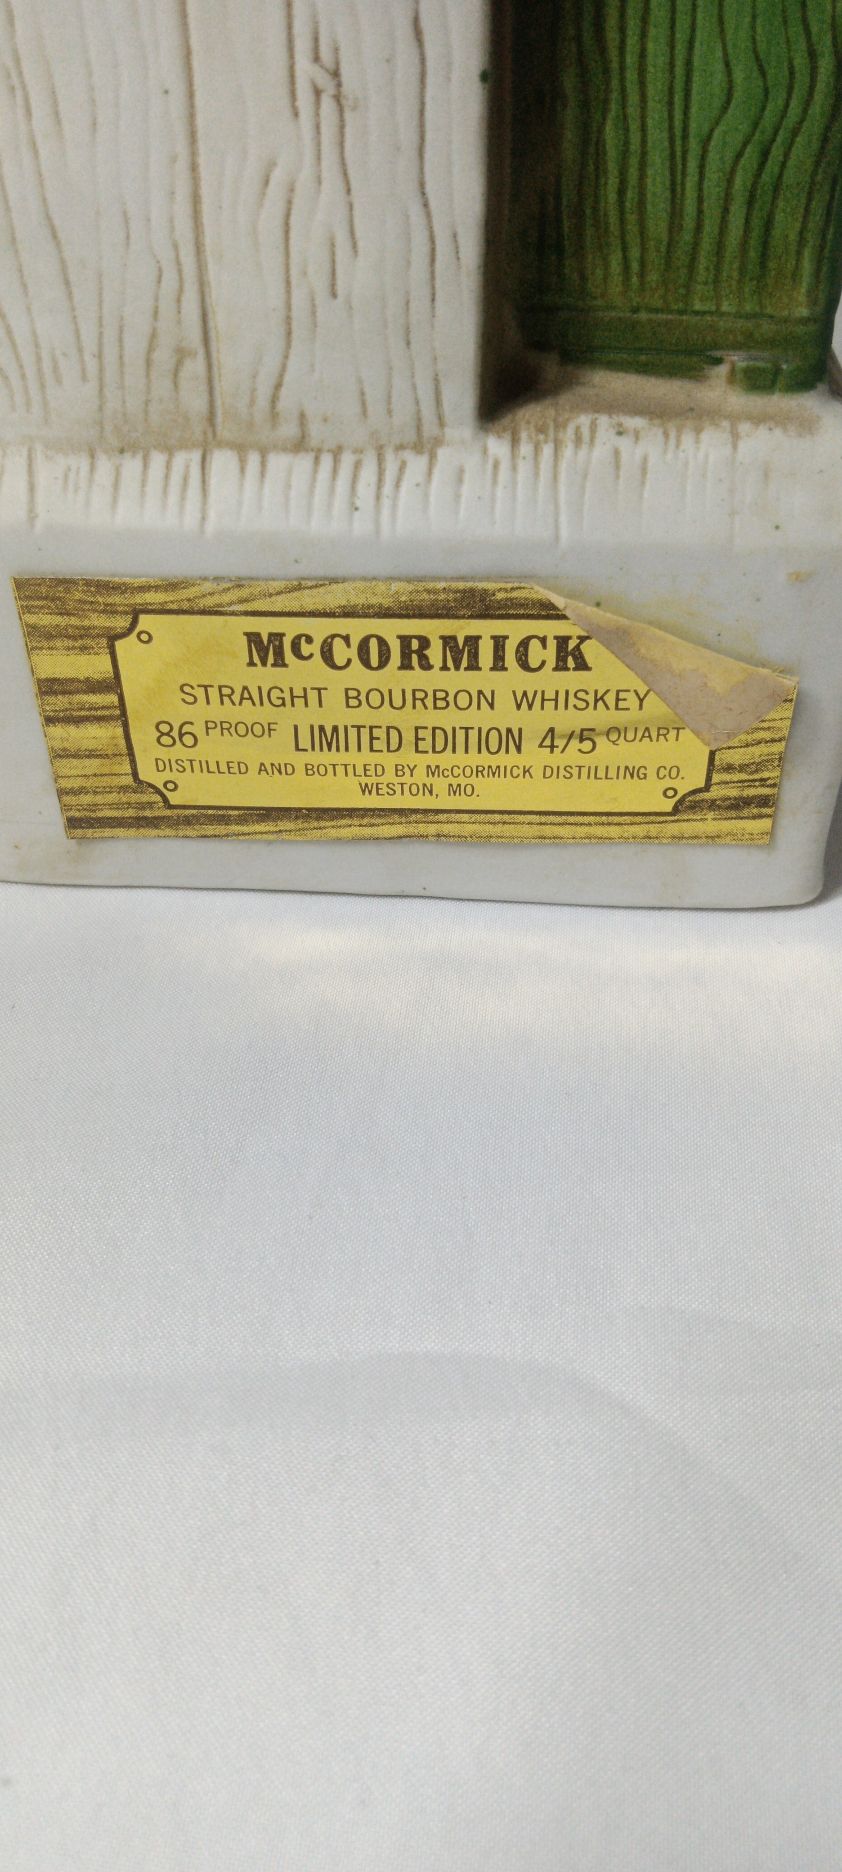 McCORMICK
STRAIGHT BOURBON WHISKEY
86 PROOF LIMITED EDITION 4/5 QUART
DISTILLED AND BOTTLED BY McCORMICK DISTILLING CO.
WESTON, MO.